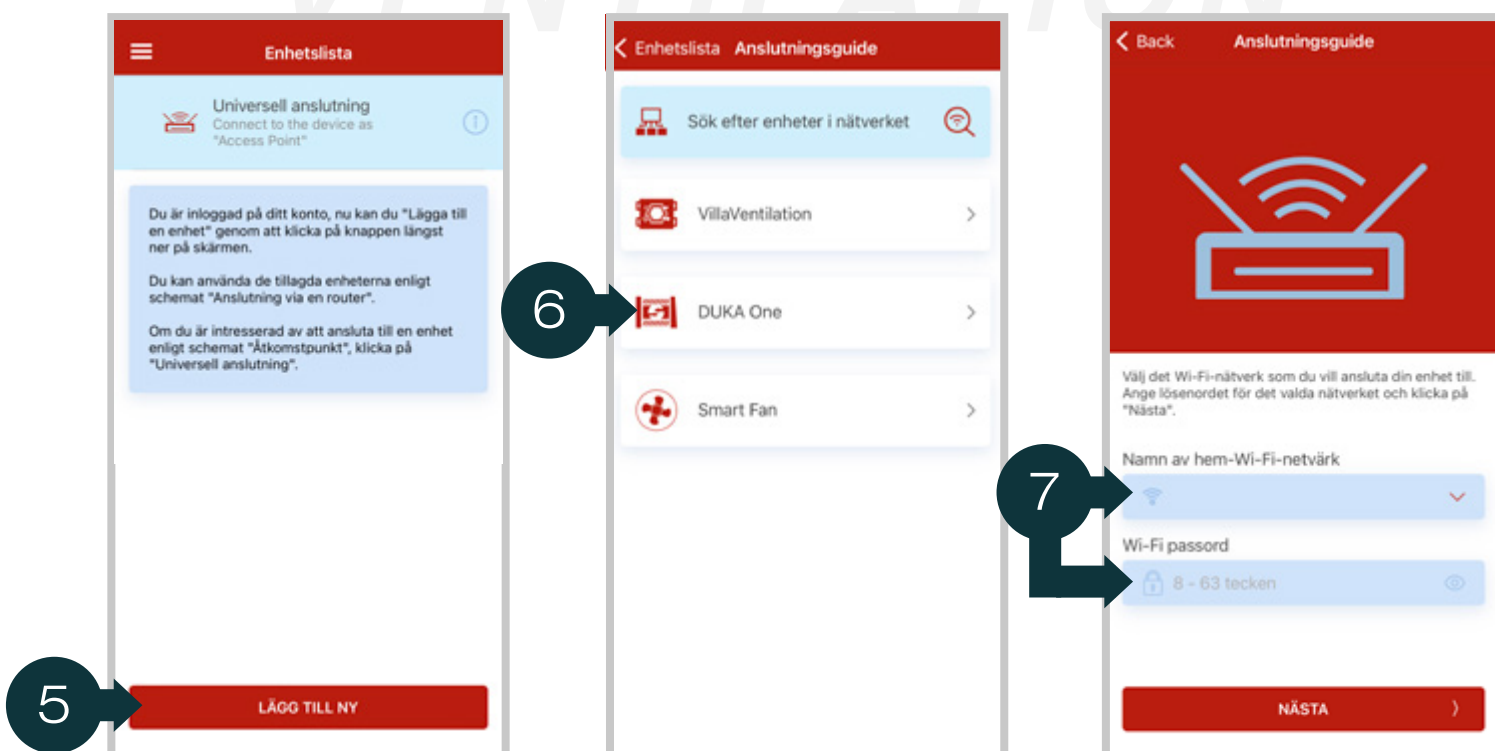 VENTILATION
Enhetslista
Universell anslutning
Connect to the device as
"Access Point"
Du är inloggad på ditt konto, nu kan du "Lägga till
en enhet" genom att klicka på knappen längst
ner på skärmen.
Du kan använda de tillagda enheterna enligt
schemat "Anslutning via en router".
Om du är intresserad av att ansluta till en enhet
enligt schemat "Åtkomstpunkt", klicka på
"Universell anslutning".
5
LÄGG TILL NY
Enhetslista Anslutningsguide
Sök efter enheter i nätverket
VillaVentilation
6
DUKA One
Smart Fan
Back Anslutningsguide
Välj det Wi-Fi-nätverk som du vill ansluta din enhet till.
Ange lösenordet för det valda nätverket och klicka på
"Nästa".
Namn av hem-Wi-Fi-netvärk
7
Wi-Fi passord
8 - 63 tecken
NÄSTA